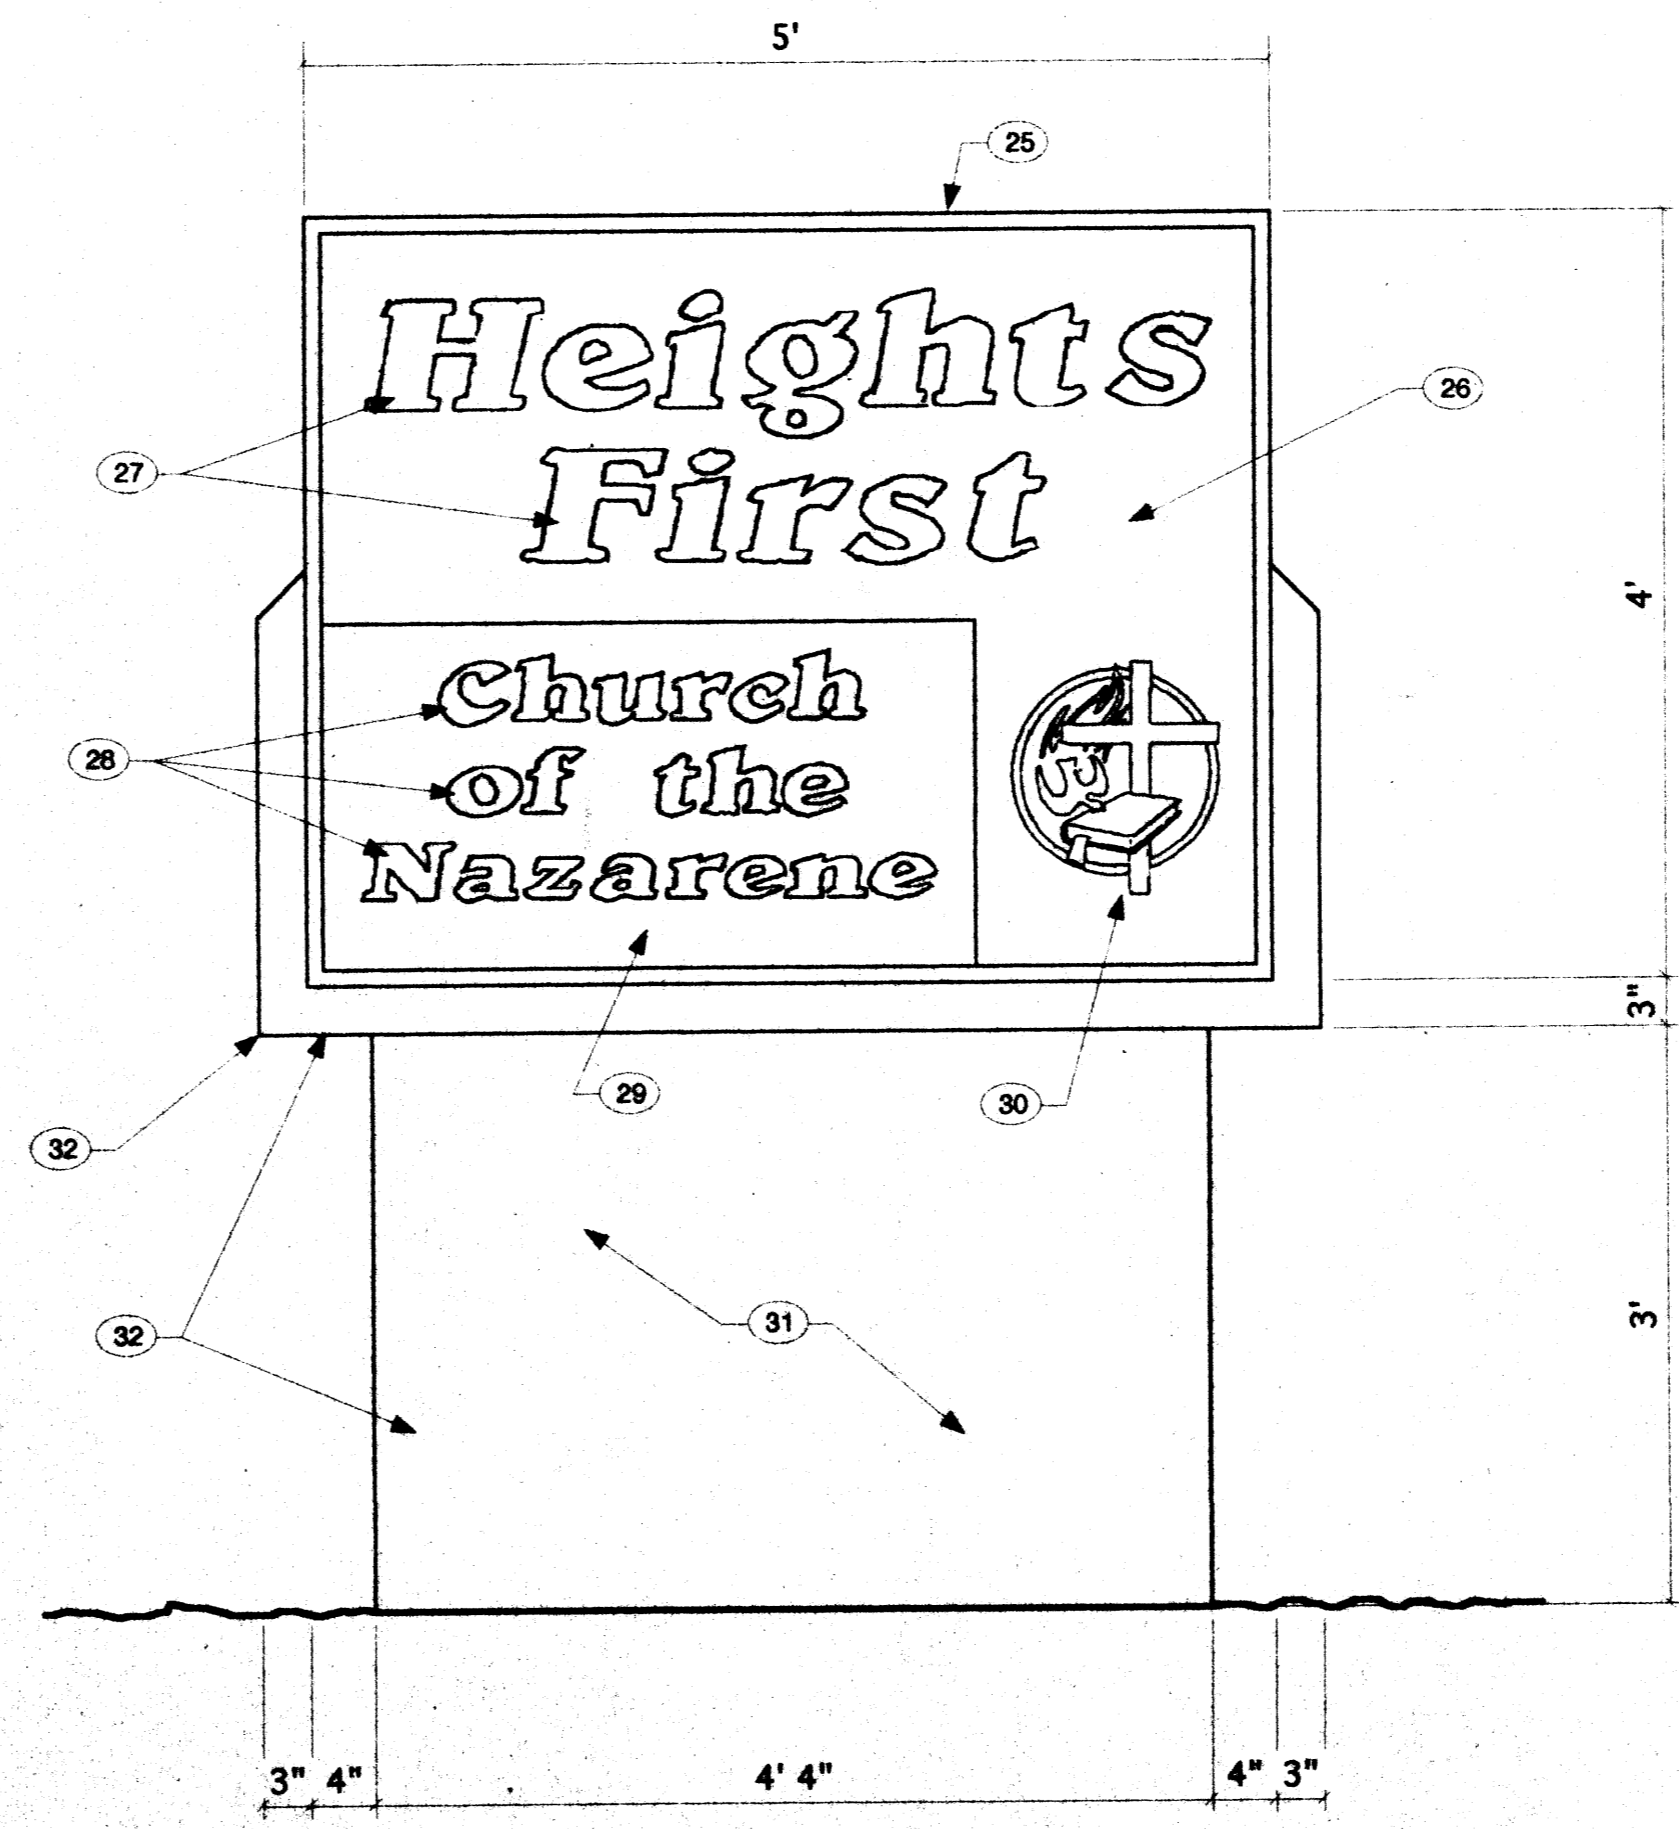 5'
25
Heights
26
27
First
4'
Church
28
of the
Nazarene
3"
29
30
32
31
32
3'
3" 4" 4' 4" 4" 3"